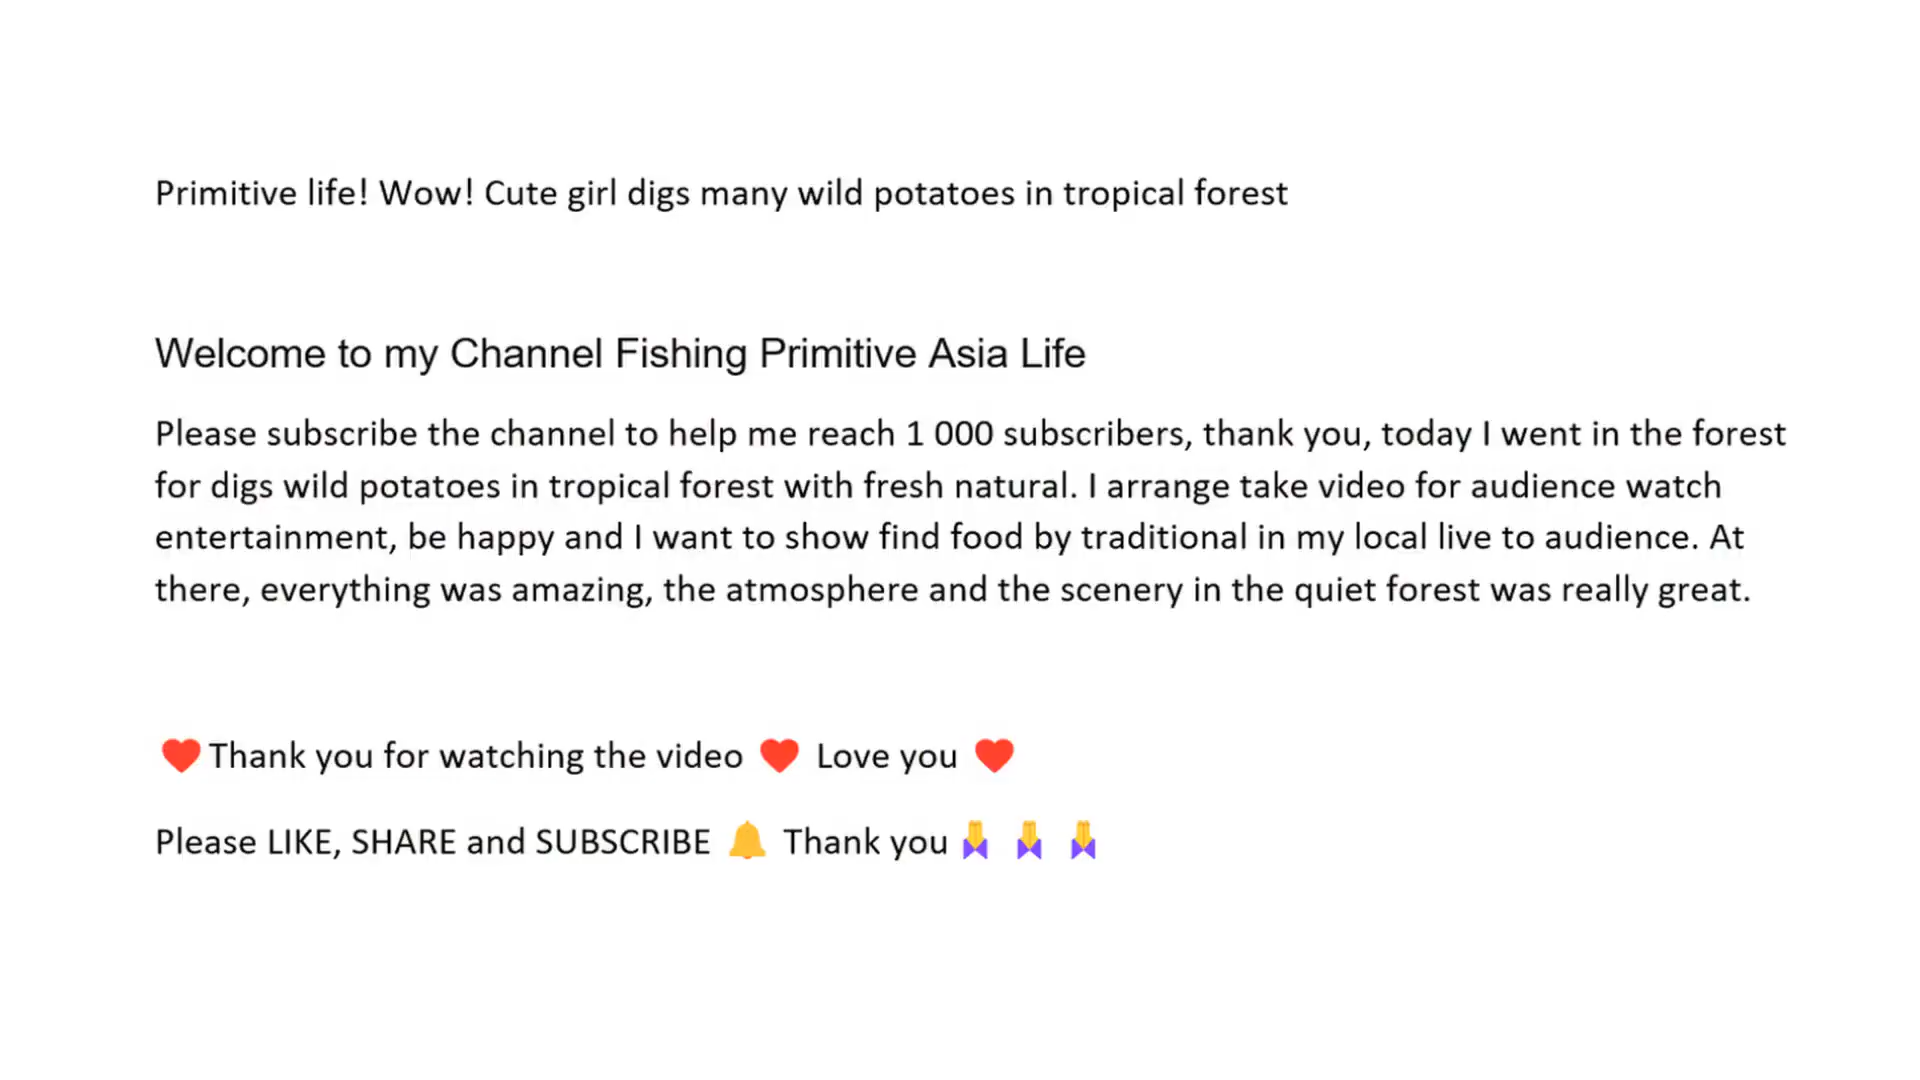 Primitive life! Wow! Cute girl digs many wild potatoes in tropical forest
Welcome to my Channel Fishing Primitive Asia Life
Please subscribe the channel to help me reach 1 000 subscribers, thank you, today I went in the forest
for digs wild potatoes in tropical forest with fresh natural. I arrange take video for audience watch
entertainment, be happy and I want to show find food by traditional in my local live to audience. At
there, everything was amazing, the atmosphere and the scenery in the quiet forest was really great.
❤️Thank you for watching the video ❤️ Love you ❤️
Please LIKE, SHARE and SUBSCRIBE 🔔 Thank you🙏 🙏 🙏